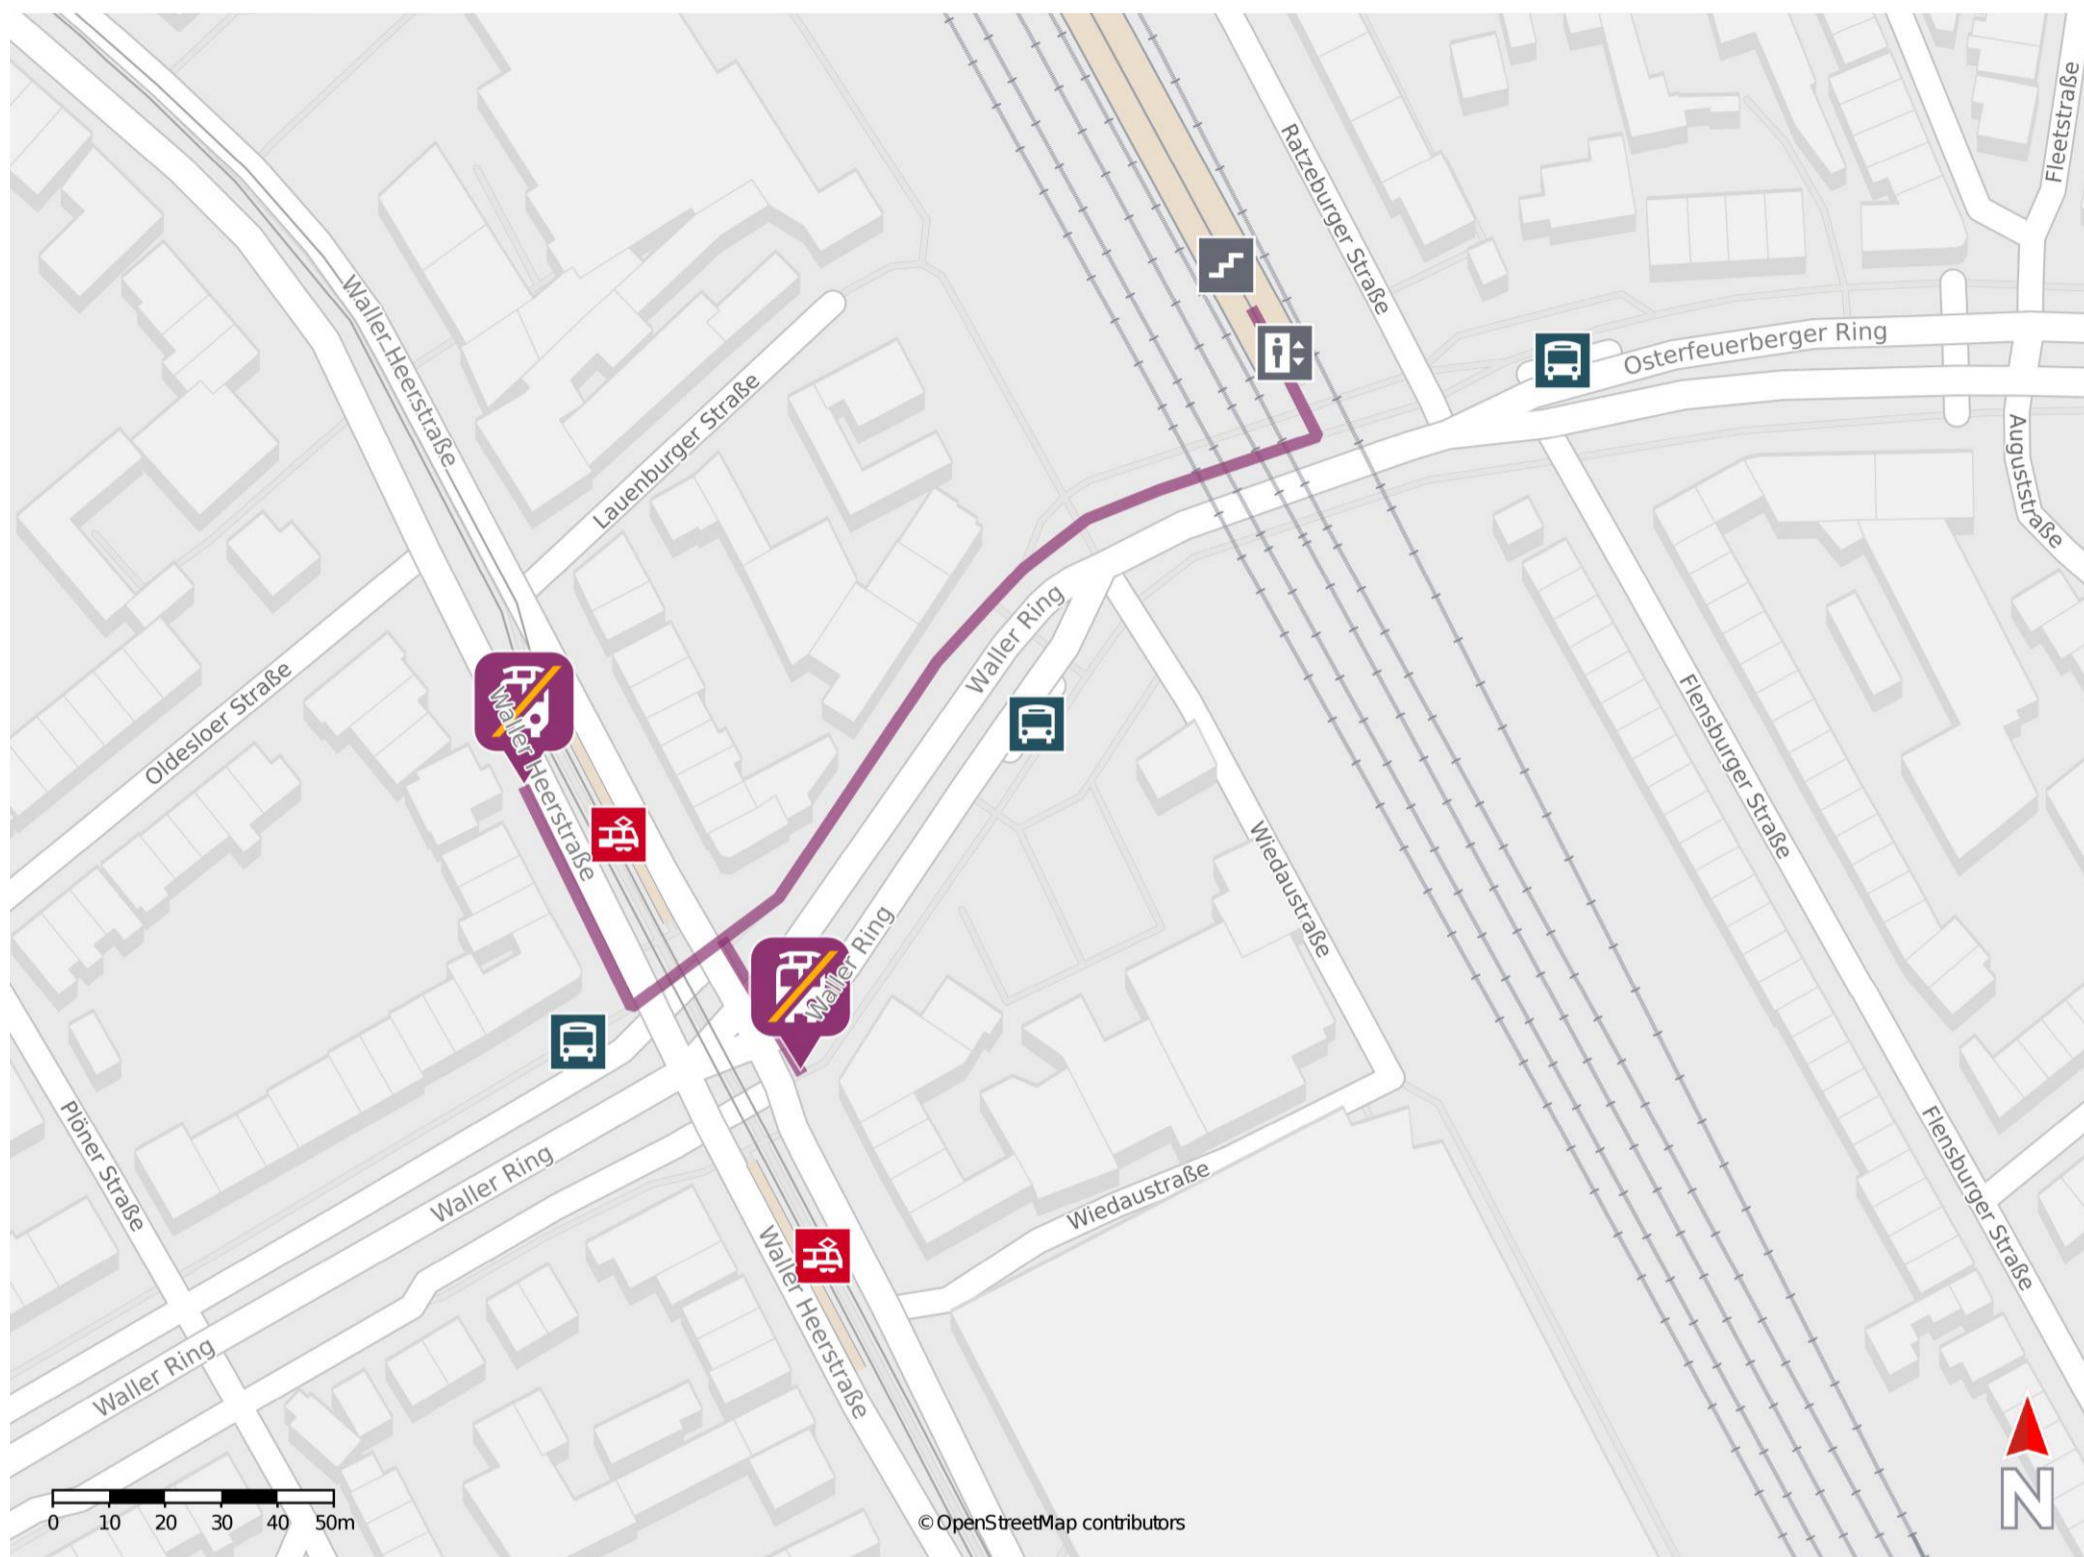 Fleetstraße
Ratzeburger Straße
Waller Heerstraße
Osterfeuerberger Ring
Lauenburger Straße
Auguststraße
Waller Ring
Oldesloer Straße
Waller Heerstraße
Flensburger Straße
Wiedaustraße
Waller Ring
Plöner Straße
Waller Ring
Wiedaustraße
Flensburger Straße
Waller Heerstraße
Waller Ring
N
0 10 20 30 40 50m
© OpenStreetMap contributors